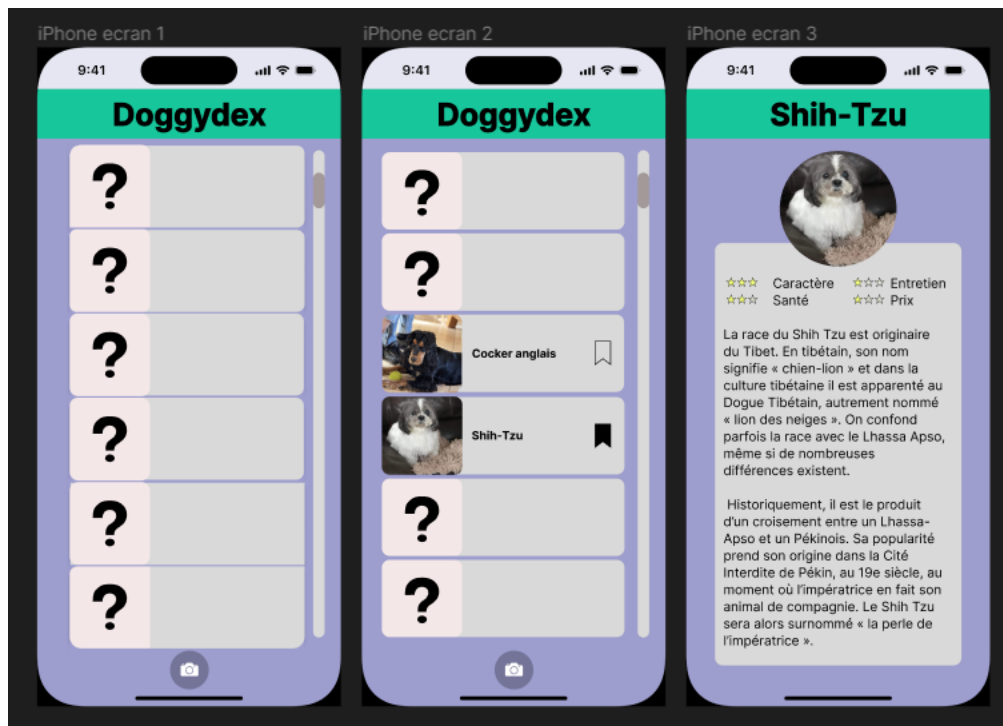 iPhone ecran 1
9:41
Doggydex
?
?
?
?
?
?
iPhone ecran 2
9:41
Doggydex
?
?
Cocker anglais
Shih-Tzu
?
?
iPhone ecran 3
9:41
Shih-Tzu
Caractère
Entretien
Santé
Prix
La race du Shih Tzu est originaire
du Tibet. En tibétain, son nom
signifie « chien-lion » et dans la
culture tibétaine il est apparenté au
Dogue Tibétain, autrement nommé
« lion des neiges ». On confond
parfois la race avec le Lhassa Apso,
même si de nombreuses
différences existent.
Historiquement, il est le produit
d'un croisement entre un Lhassa-
Apso et un Pékinois. Sa popularité
prend son origine dans la Cité
Interdite de Pékin, au 19e siècle, au
moment où l'impératrice en fait son
animal de compagnie. Le Shih Tzu
sera alors surnommé « la perle de
l'impératrice ».